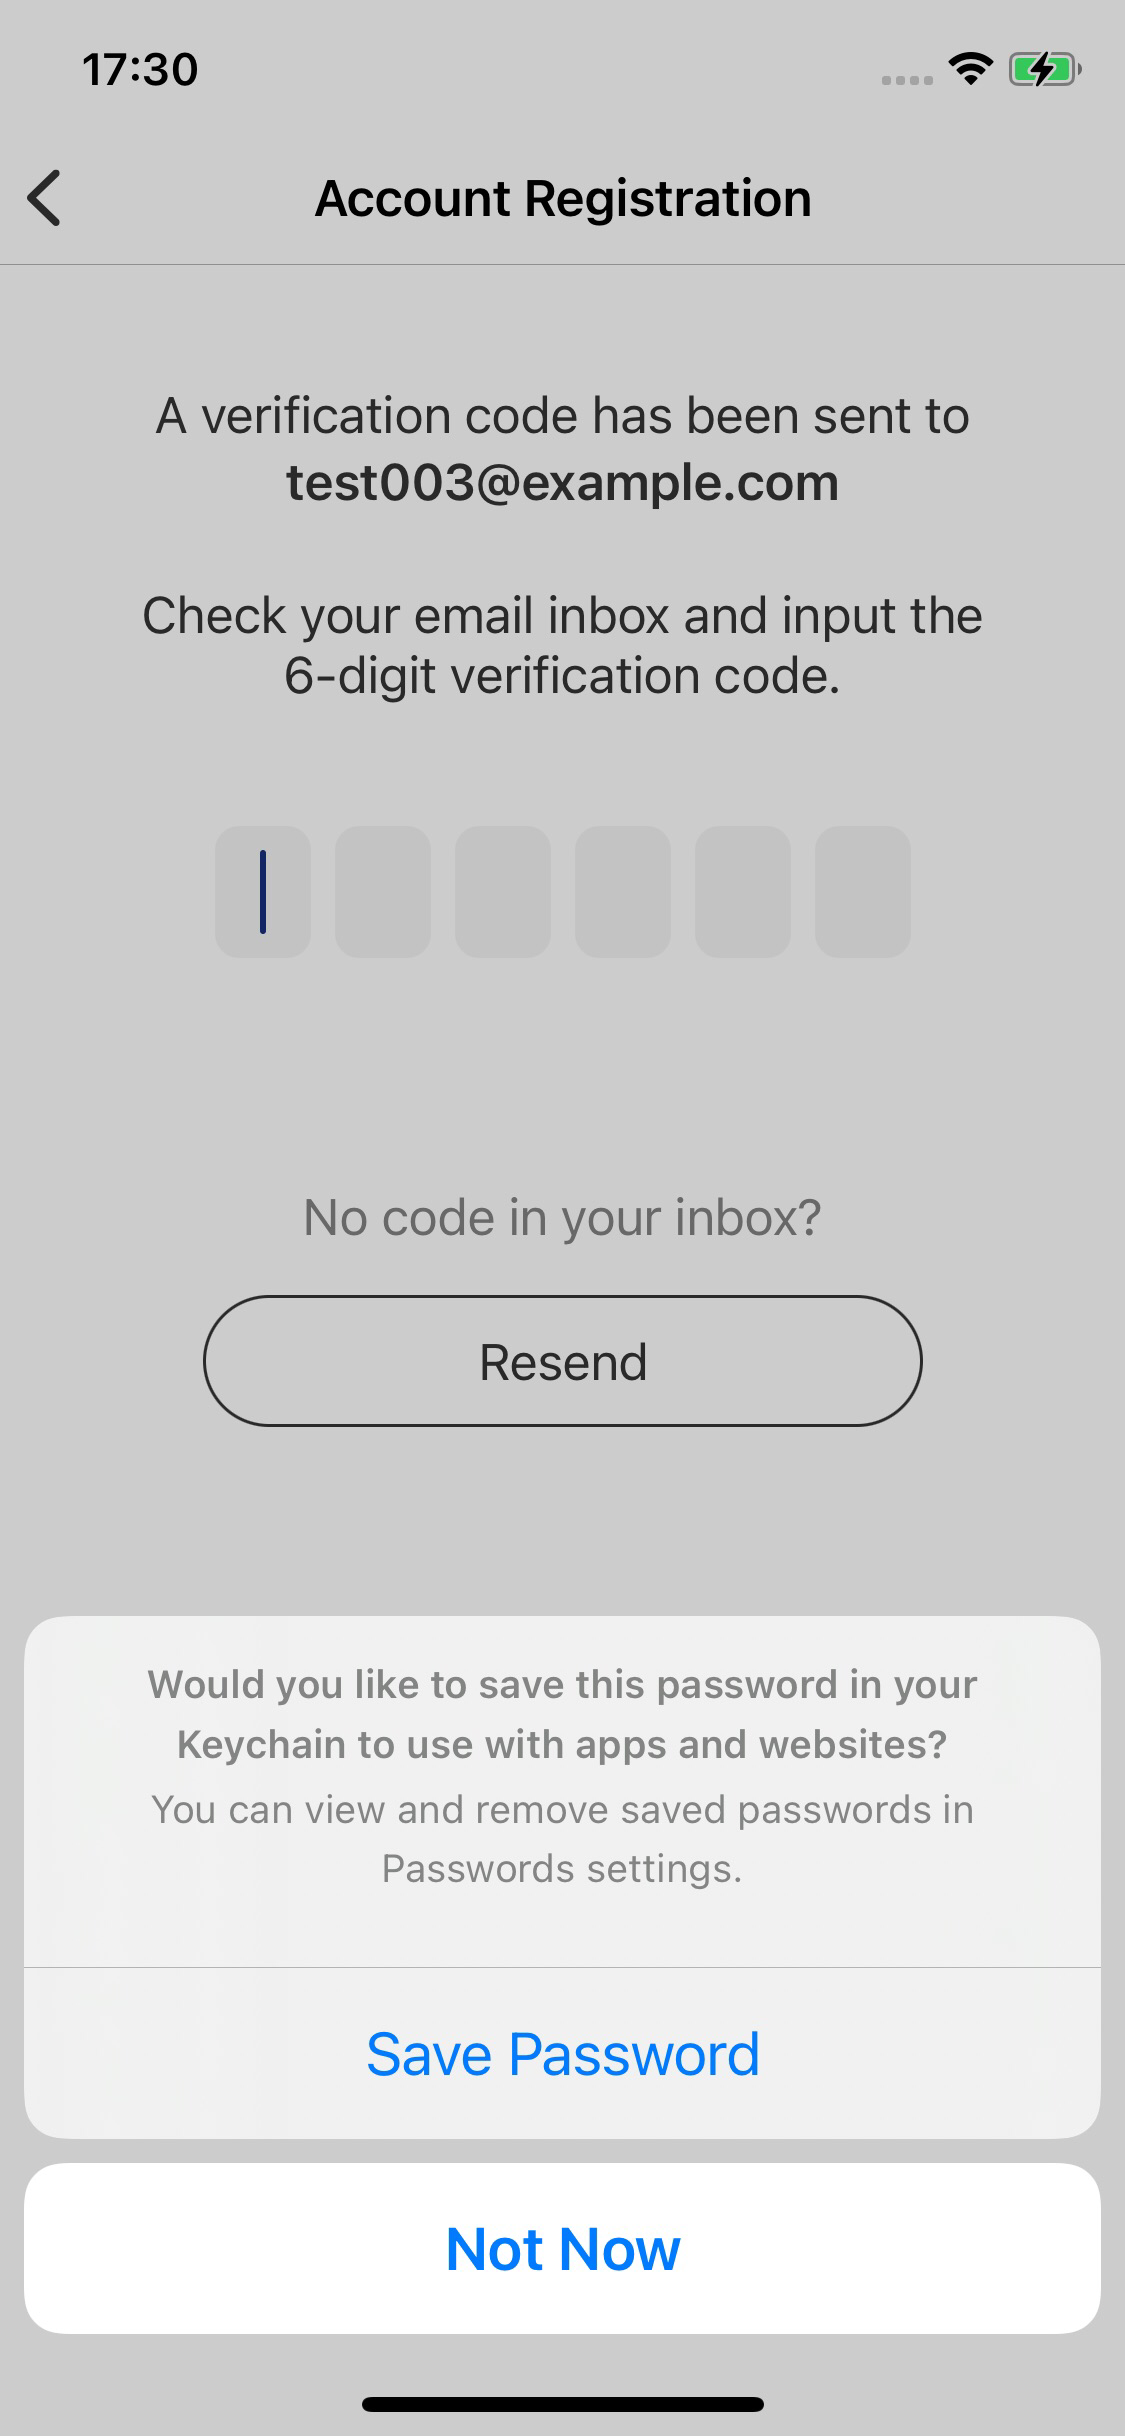 17:30
Account Registration
A verification code has been sent to
test003@example.com
Check your email inbox and input the
6-digit verification code.
No code in your inbox?
Resend
Would you like to save this password in your
Keychain to use with apps and websites?
You can view and remove saved passwords in
Passwords settings.
Save Password
Not Now